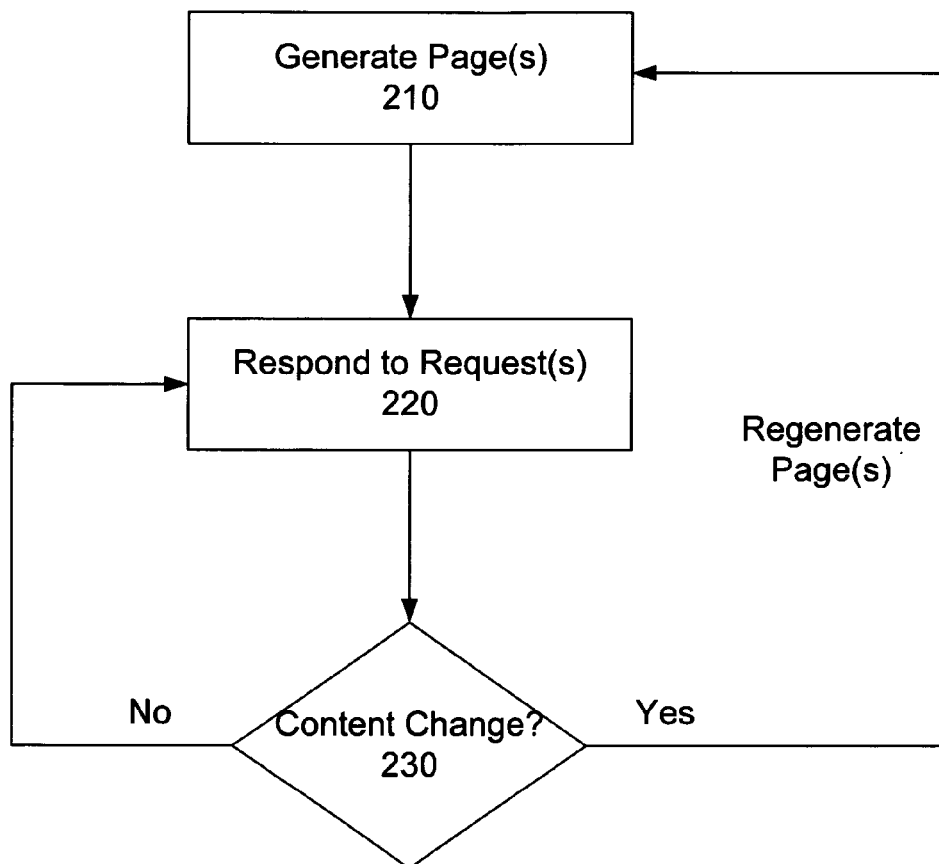 Generate Page(s)
210
Respond to Request(s)
220
Regenerate
Page(s)
No
Content Change?
230
Yes